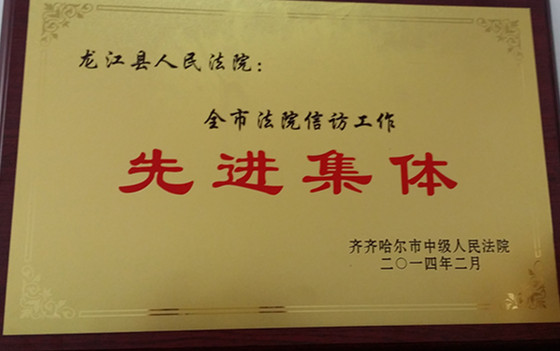 龙江县人民法院：
全市法院信访工作
先进集体
齐齐哈尔市中级人民法院
二〇一四年二月